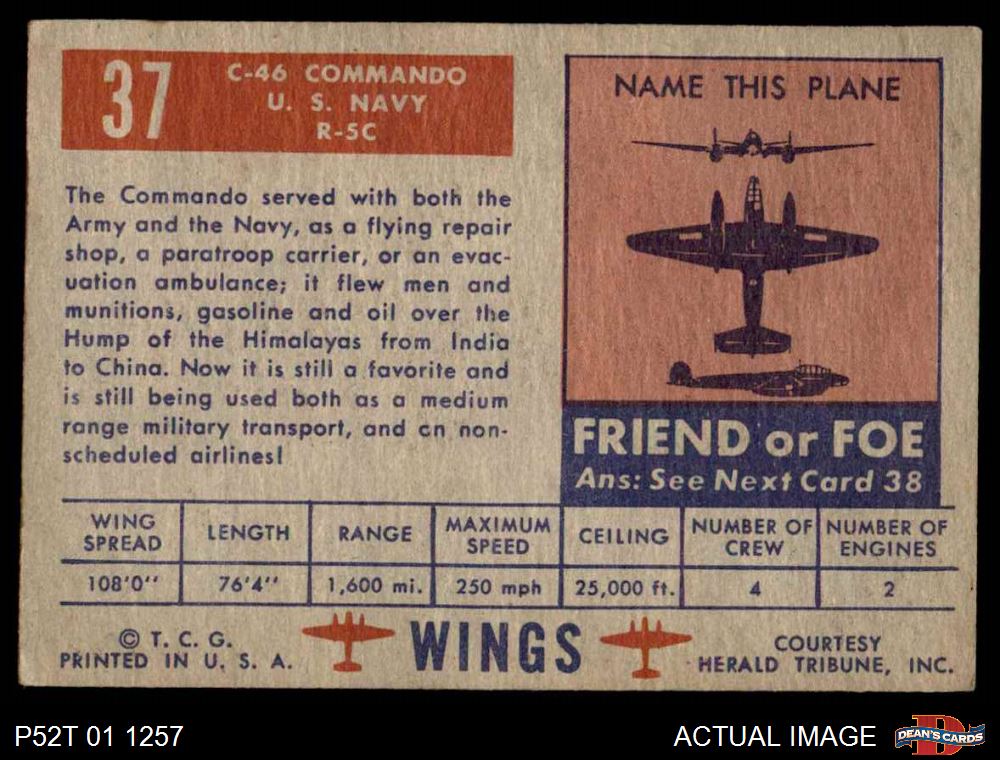 37
C-46 COMMANDO
U. S. NAVY
R-5C
The Commando served with both the
Army and the Navy, as a flying repair
shop, a paratroop carrier, or an evac-
uation ambulance; it flew men and
munitions, gasoline and oil over the
Hump of the Himalayas from India
to China. Now it is still a favorite and
is still being used both as a medium
range military transport, and on non-
scheduled airlines!
NAME THIS PLANE
FRIEND or FOE
Ans: See Next Card 38
WING SPREAD
LENGTH
RANGE
MAXIMUM SPEED
CEILING
NUMBER OF CREW
NUMBER OF ENGINES
108'0''
76'4''
1,600 mi.
250 mph
25,000 ft.
4
2
© T. C. G.
PRINTED IN U. S. A.
WINGS
COURTESY
HERALD TRIBUNE, INC.
P52T 01 1257
ACTUAL IMAGE
D
DEAN'S CARDS